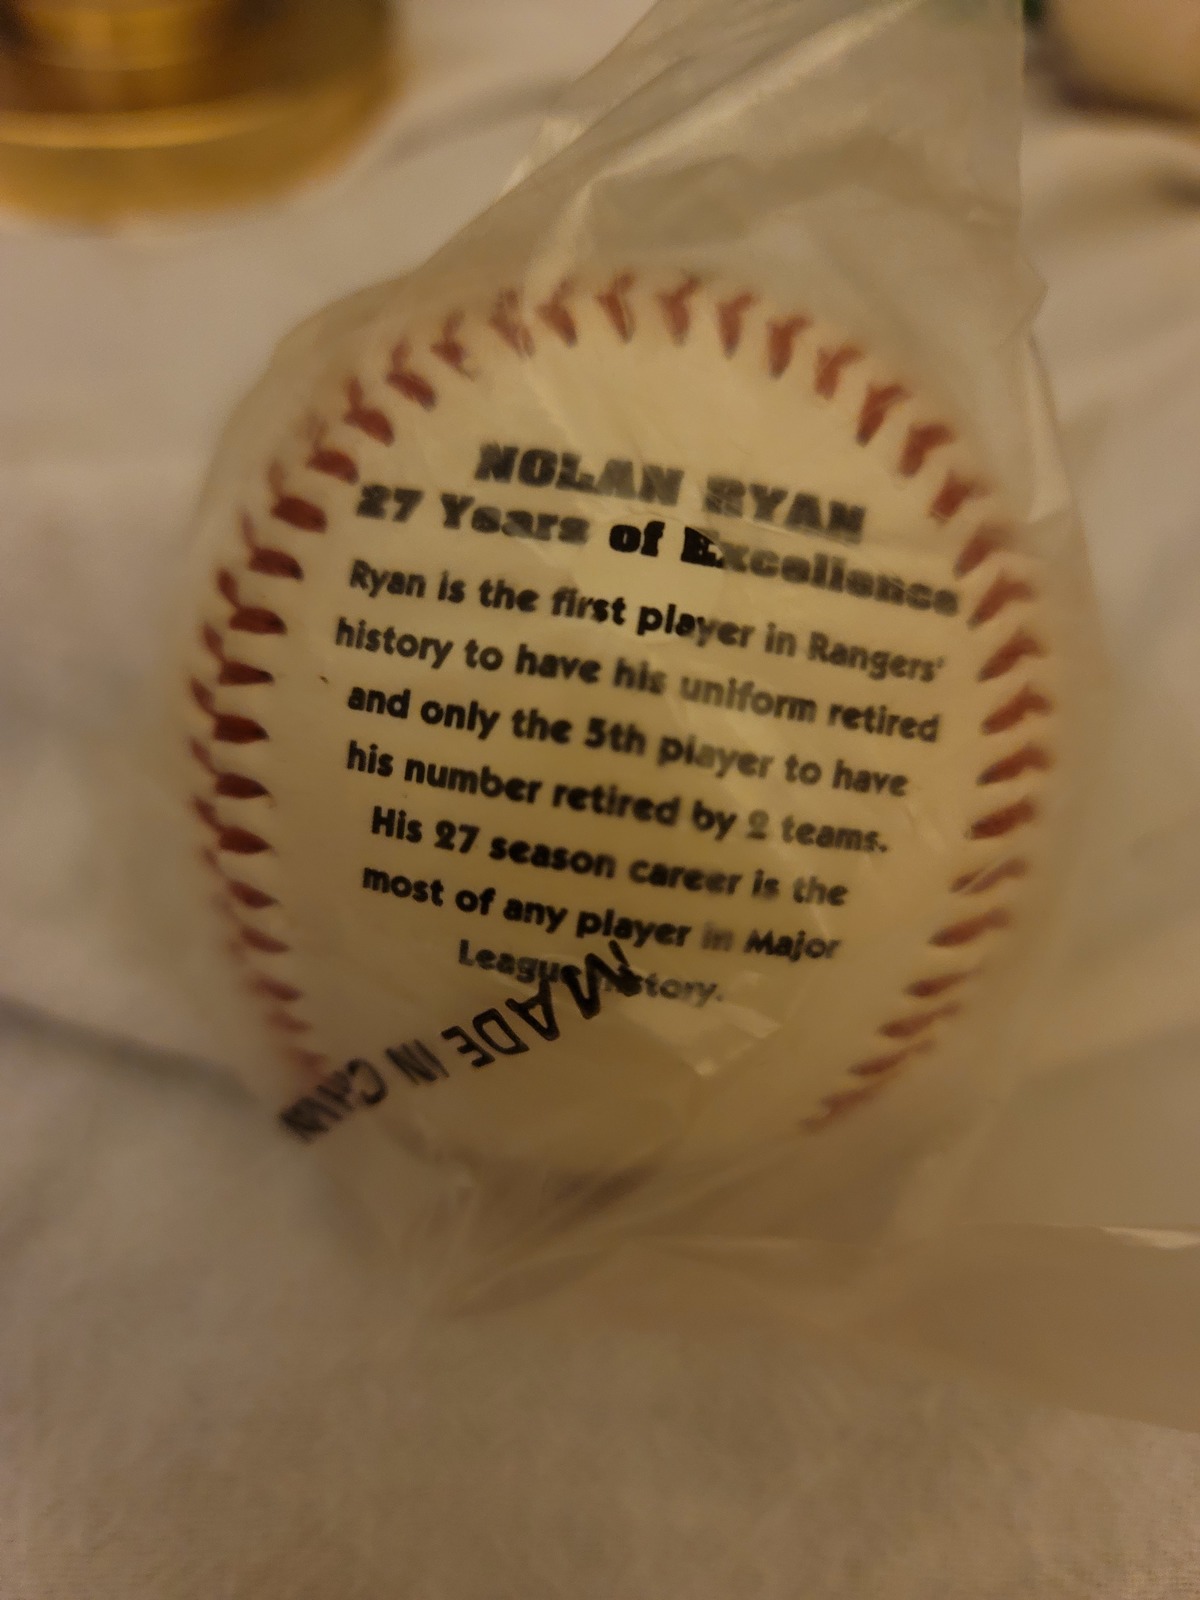 NOLAN RYAN
27 Years of Excellence
Ryan is the first player in Rangers'
history to have his uniform retired
and only the 5th player to have
his number retired by 2 teams.
His 27 season career is the
most of any player in Major
League history.
MADE IN